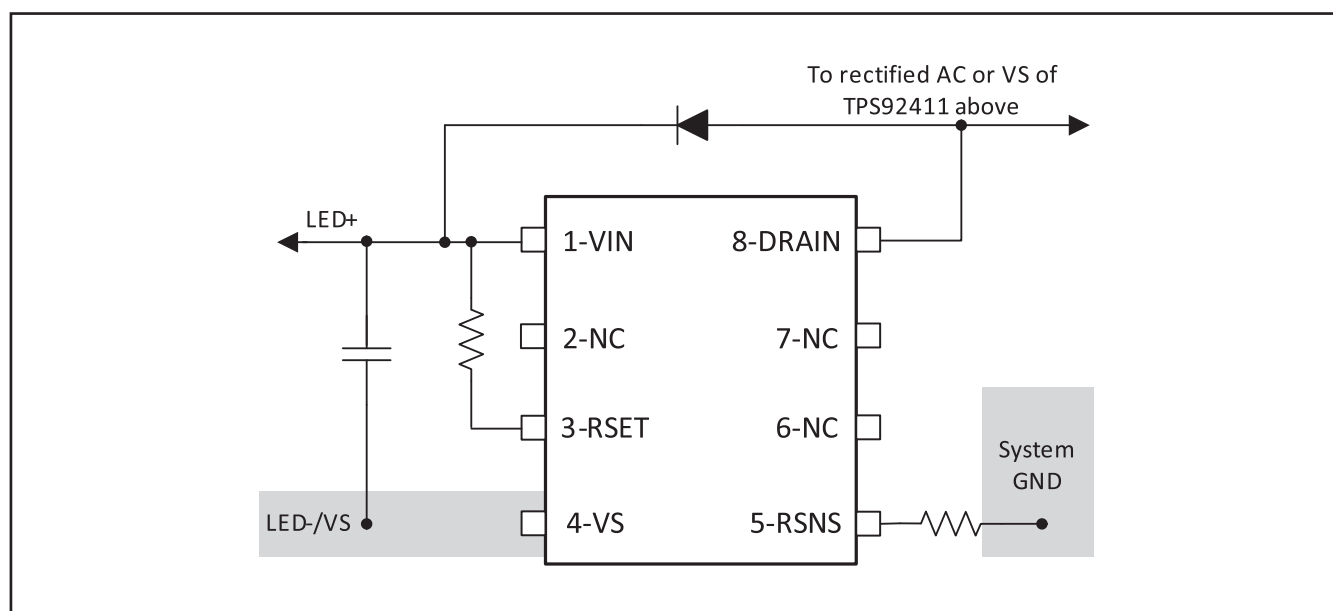 To rectified AC or VS of
TPS92411 above
LED+
1-VIN
8-DRAIN
2-NC
7-NC
3-RSET
6-NC
System
GND
LED-/VS
4-VS
5-RSNS